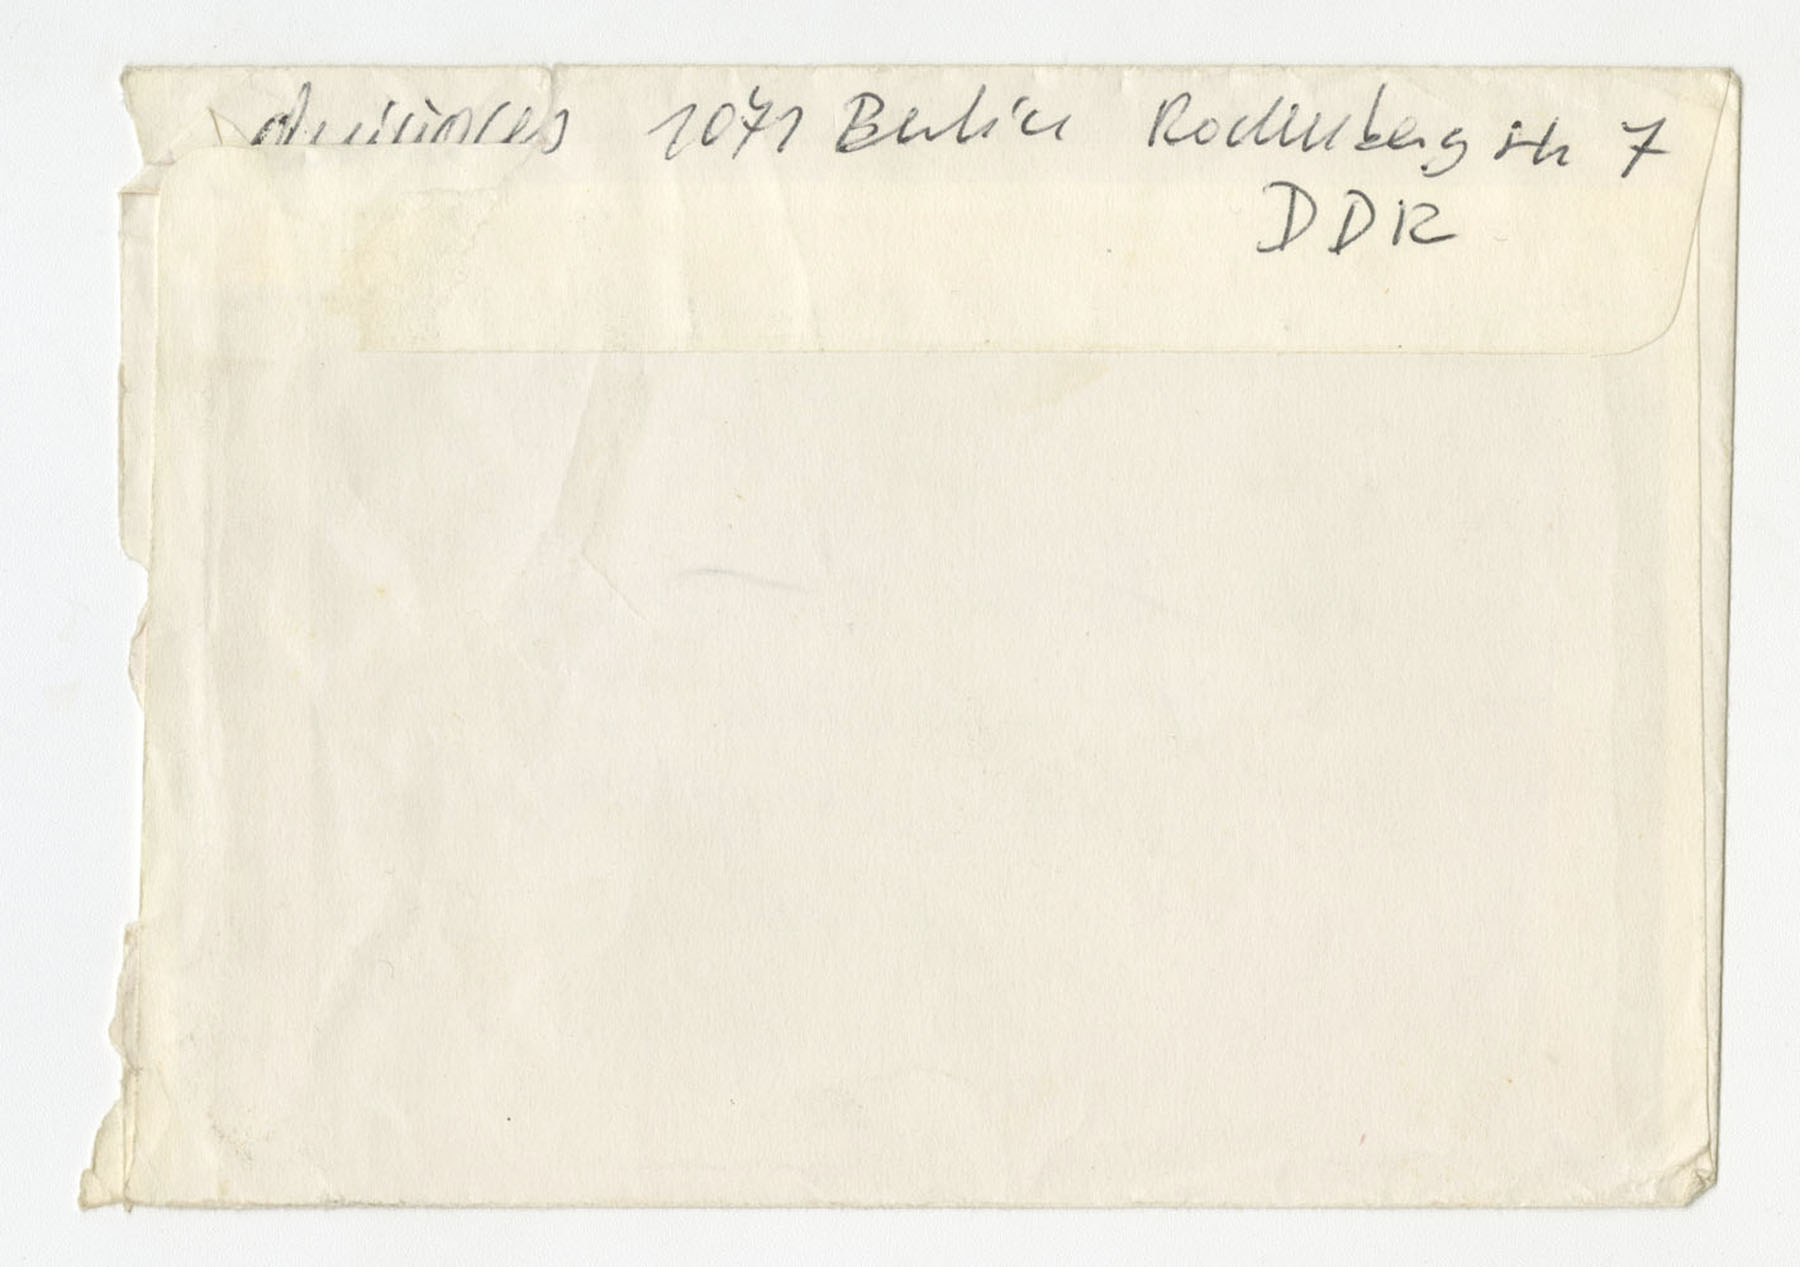 1071 Berlin Rodenbergstr 7
DDR